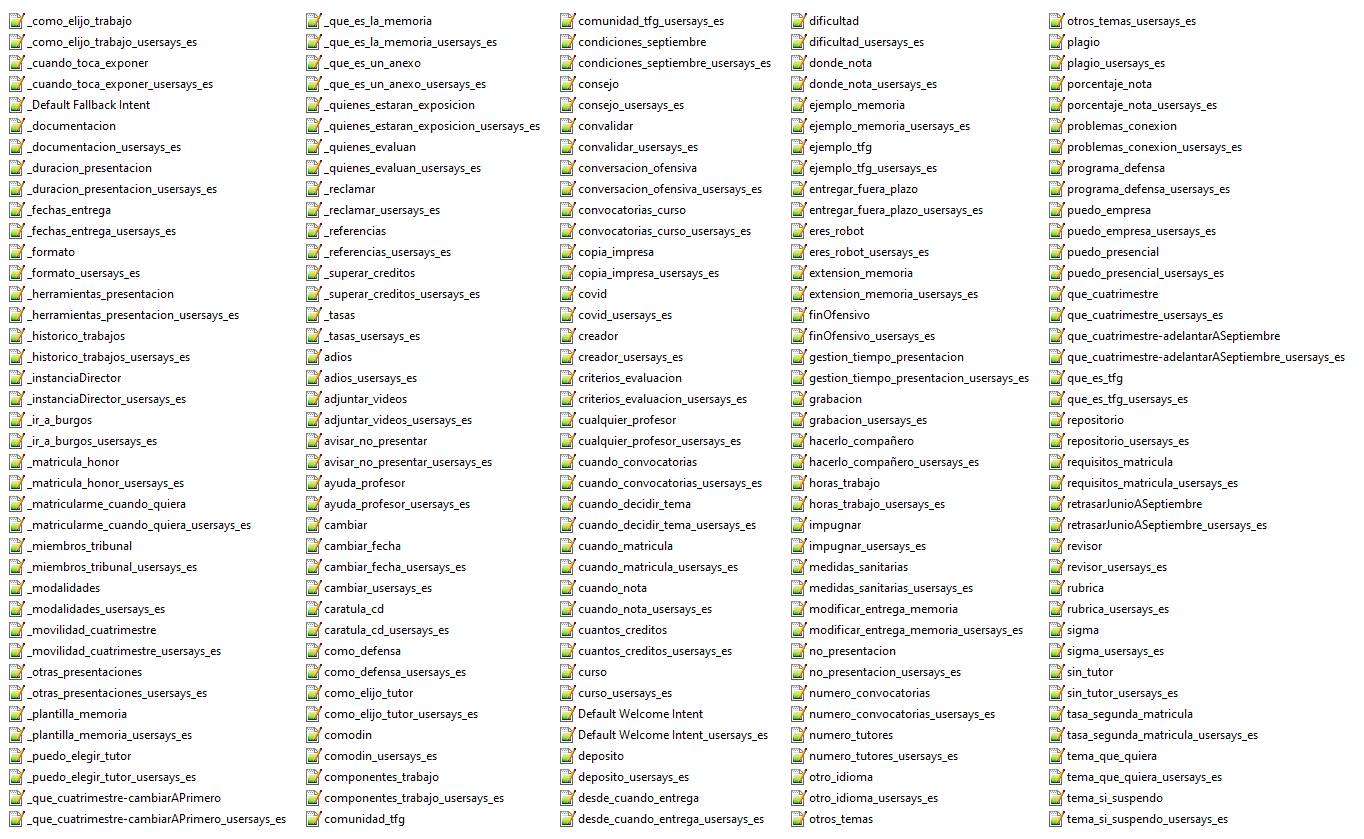 _como_elijo_trabajo
_como_elijo_trabajo_usersays_es
_cuando_toca_exponer
_cuando_toca_exponer_usersays_es
_Default Fallback Intent
_documentacion
_documentacion_usersays_es
_duracion_presentacion
_duracion_presentacion_usersays_es
_fechas_entrega
_fechas_entrega_usersays_es
_formato
_formato_usersays_es
_herramientas_presentacion
_herramientas_presentacion_usersays_es
_historico_trabajos
_historico_trabajos_usersays_es
_instanciaDirector
_instanciaDirector_usersays_es
_ir_a_burgos
_ir_a_burgos_usersays_es
_matricula_honor
_matricula_honor_usersays_es
_matricularme_cuando_quiera
_matricularme_cuando_quiera_usersays_es
_miembros_tribunal
_miembros_tribunal_usersays_es
_modalidades
_modalidades_usersays_es
_movilidad_cuatrimestre
_movilidad_cuatrimestre_usersays_es
_otras_presentaciones
_otras_presentaciones_usersays_es
_plantilla_memoria
_plantilla_memoria_usersays_es
_puedo_elegir_tutor
_puedo_elegir_tutor_usersays_es
_que_cuatrimestre-cambiarAPrimero
_que_cuatrimestre-cambiarAPrimero_usersays_es
_que_es_la_memoria
_que_es_la_memoria_usersays_es
_que_es_un_anexo
_que_es_un_anexo_usersays_es
_quienes_estaran_exposicion
_quienes_estaran_exposicion_usersays_es
_quienes_evaluan
_quienes_evaluan_usersays_es
_reclamar
_reclamar_usersays_es
_referencias
_referencias_usersays_es
_superar_creditos
_superar_creditos_usersays_es
_tasas
_tasas_usersays_es
adios
adios_usersays_es
adjuntar_videos
adjuntar_videos_usersays_es
avisar_no_presentar
avisar_no_presentar_usersays_es
ayuda_profesor
ayuda_profesor_usersays_es
cambiar
cambiar_fecha
cambiar_fecha_usersays_es
cambiar_usersays_es
caratula_cd
caratula_cd_usersays_es
como_defensa
como_defensa_usersays_es
como_elijo_tutor
como_elijo_tutor_usersays_es
comodin
comodin_usersays_es
componentes_trabajo
componentes_trabajo_usersays_es
comunidad_tfg
comunidad_tfg_usersays_es
condiciones_septiembre
condiciones_septiembre_usersays_es
consejo
consejo_usersays_es
convalidar
convalidar_usersays_es
conversacion_ofensiva
conversacion_ofensiva_usersays_es
convocatorias_curso
convocatorias_curso_usersays_es
copia_impresa
copia_impresa_usersays_es
covid
covid_usersays_es
creador
creador_usersays_es
criterios_evaluacion
criterios_evaluacion_usersays_es
cualquier_profesor
cualquier_profesor_usersays_es
cuando_convocatorias
cuando_convocatorias_usersays_es
cuando_decidir_tema
cuando_decidir_tema_usersays_es
cuando_matricula
cuando_matricula_usersays_es
cuando_nota
cuando_nota_usersays_es
cuantos_creditos
cuantos_creditos_usersays_es
curso
curso_usersays_es
Default Welcome Intent
Default Welcome Intent_usersays_es
deposito
deposito_usersays_es
desde_cuando_entrega
desde_cuando_entrega_usersays_es
dificultad
dificultad_usersays_es
donde_nota
donde_nota_usersays_es
ejemplo_memoria
ejemplo_memoria_usersays_es
ejemplo_tfg
ejemplo_tfg_usersays_es
entregar_fuera_plazo
entregar_fuera_plazo_usersays_es
eres_robot
eres_robot_usersays_es
extension_memoria
extension_memoria_usersays_es
finOfensivo
finOfensivo_usersays_es
gestion_tiempo_presentacion
gestion_tiempo_presentacion_usersays_es
grabacion
grabacion_usersays_es
hacerlo_compañero
hacerlo_compañero_usersays_es
horas_trabajo
horas_trabajo_usersays_es
impugnar
impugnar_usersays_es
medidas_sanitarias
medidas_sanitarias_usersays_es
modificar_entrega_memoria
modificar_entrega_memoria_usersays_es
no_presentacion
no_presentacion_usersays_es
numero_convocatorias
numero_convocatorias_usersays_es
numero_tutores
numero_tutores_usersays_es
otro_idioma
otro_idioma_usersays_es
otros_temas
otros_temas_usersays_es
plagio
plagio_usersays_es
porcentaje_nota
porcentaje_nota_usersays_es
problemas_conexion
problemas_conexion_usersays_es
programa_defensa
programa_defensa_usersays_es
puedo_empresa
puedo_empresa_usersays_es
puedo_presencial
puedo_presencial_usersays_es
que_cuatrimestre
que_cuatrimestre_usersays_es
que_cuatrimestre-adelantarASeptiembre
que_cuatrimestre-adelantarASeptiembre_usersays_es
que_es_tfg
que_es_tfg_usersays_es
repositorio
repositorio_usersays_es
requisitos_matricula
requisitos_matricula_usersays_es
retrasarJunioASeptiembre
retrasarJunioASeptiembre_usersays_es
revisor
revisor_usersays_es
rubrica
rubrica_usersays_es
sigma
sigma_usersays_es
sin_tutor
sin_tutor_usersays_es
tasa_segunda_matricula
tasa_segunda_matricula_usersays_es
tema_que_quiera
tema_que_quiera_usersays_es
tema_si_suspendo
tema_si_suspendo_usersays_es